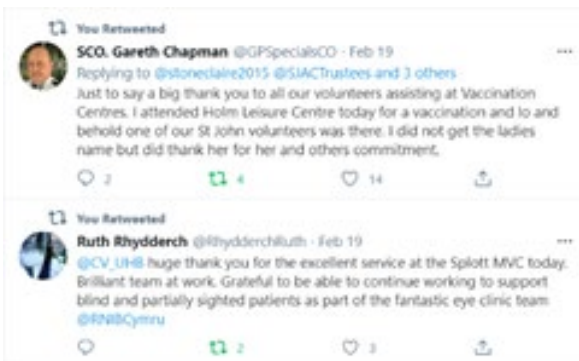 You Retweeted
SCO. Gareth Chapman @GPSpecialsCO · Feb 19
Replying to @stoneclaire2015 @SJACTrustees and 3 others
Just to say a big thank you to all our volunteers assisting at Vaccination
Centres. I attended Holm Leisure Centre today for a vaccination and lo and
behold one of our St John volunteers was there. I did not get the ladies
name but did thank her for her and others commitment.
2 4 14
You Retweeted
Ruth Rhydderch @RhydderchRuth · Feb 19
@CV_UHB huge thank you for the excellent service at the Splott MVC today.
Brilliant team at work. Grateful to be able to continue working to support
blind and partially sighted patients as part of the fantastic eye clinic team
@RNIBCymru
2 3